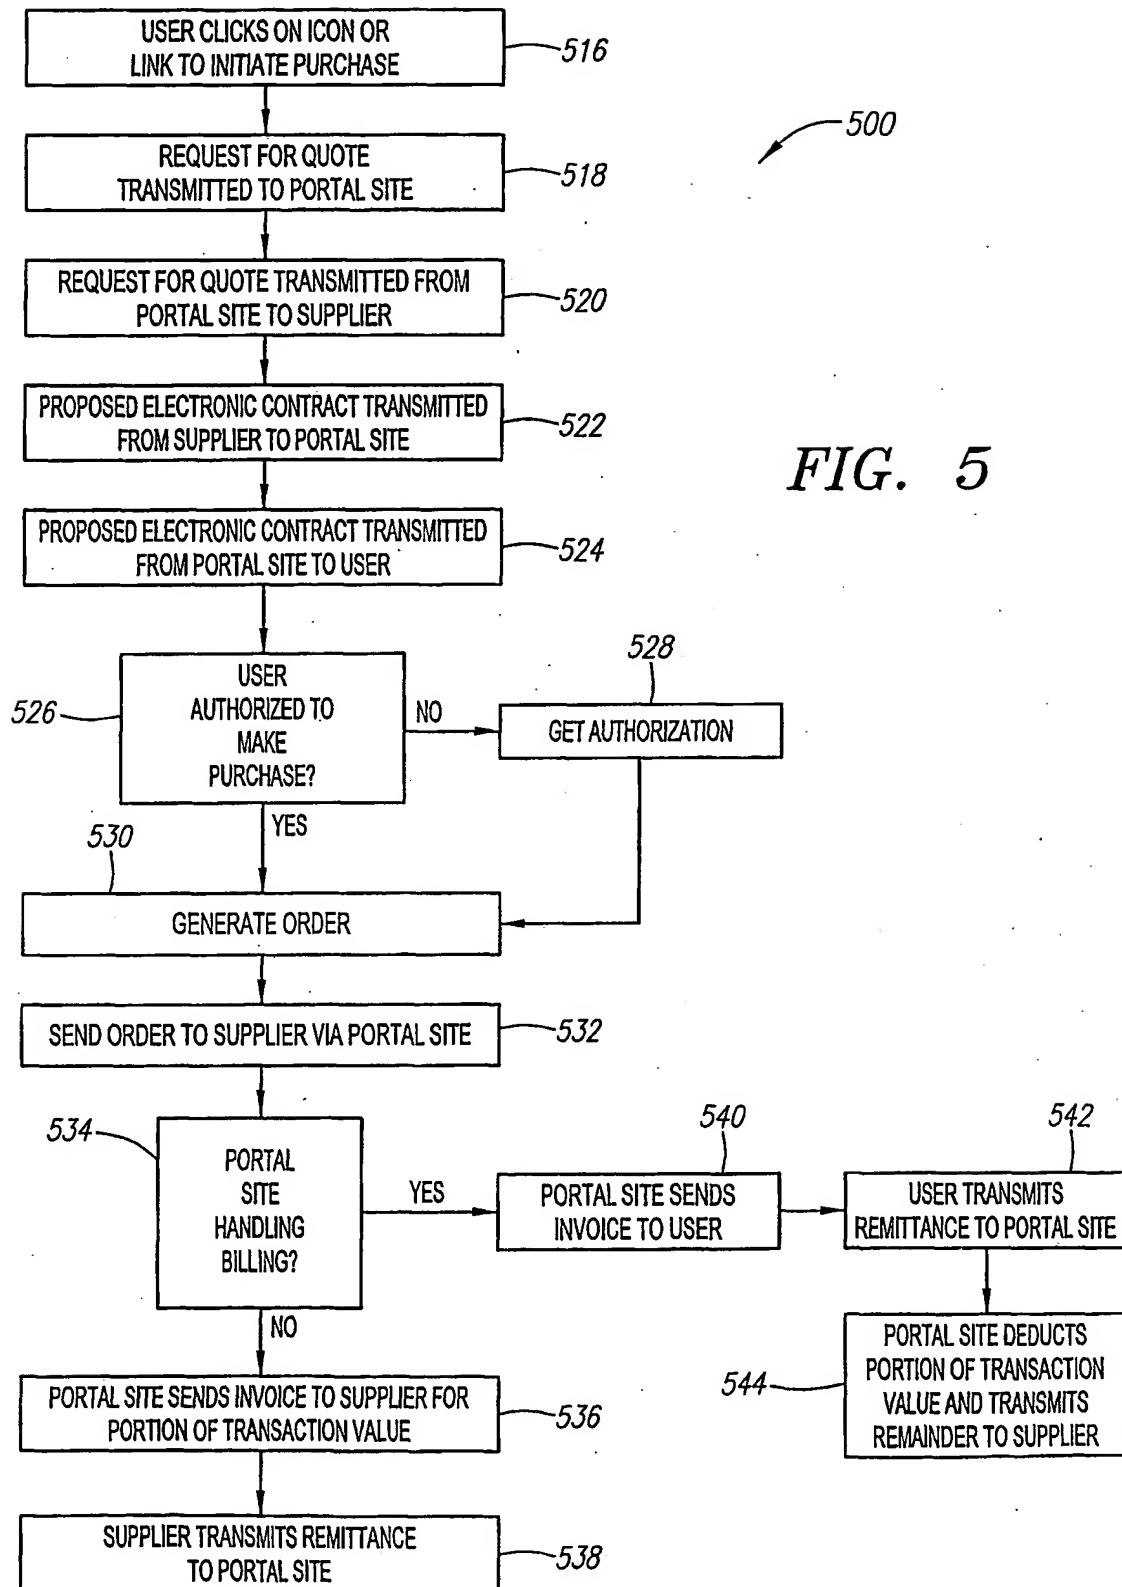 USER CLICKS ON ICON OR
LINK TO INITIATE PURCHASE
516
500
REQUEST FOR QUOTE
TRANSMITTED TO PORTAL SITE
518
REQUEST FOR QUOTE TRANSMITTED FROM
PORTAL SITE TO SUPPLIER
520
PROPOSED ELECTRONIC CONTRACT TRANSMITTED
FROM SUPPLIER TO PORTAL SITE
522
FIG. 5
PROPOSED ELECTRONIC CONTRACT TRANSMITTED
FROM PORTAL SITE TO USER
524
526
USER
AUTHORIZED TO
MAKE
PURCHASE?
NO
528
GET AUTHORIZATION
YES
530
GENERATE ORDER
SEND ORDER TO SUPPLIER VIA PORTAL SITE
532
534
PORTAL
SITE
HANDLING
BILLING?
YES
540
PORTAL SITE SENDS
INVOICE TO USER
542
USER TRANSMITS
REMITTANCE TO PORTAL SITE
NO
544
PORTAL SITE DEDUCTS
PORTION OF TRANSACTION
VALUE AND TRANSMITS
REMAINDER TO SUPPLIER
PORTAL SITE SENDS INVOICE TO SUPPLIER FOR
PORTION OF TRANSACTION VALUE
536
SUPPLIER TRANSMITS REMITTANCE
TO PORTAL SITE
538